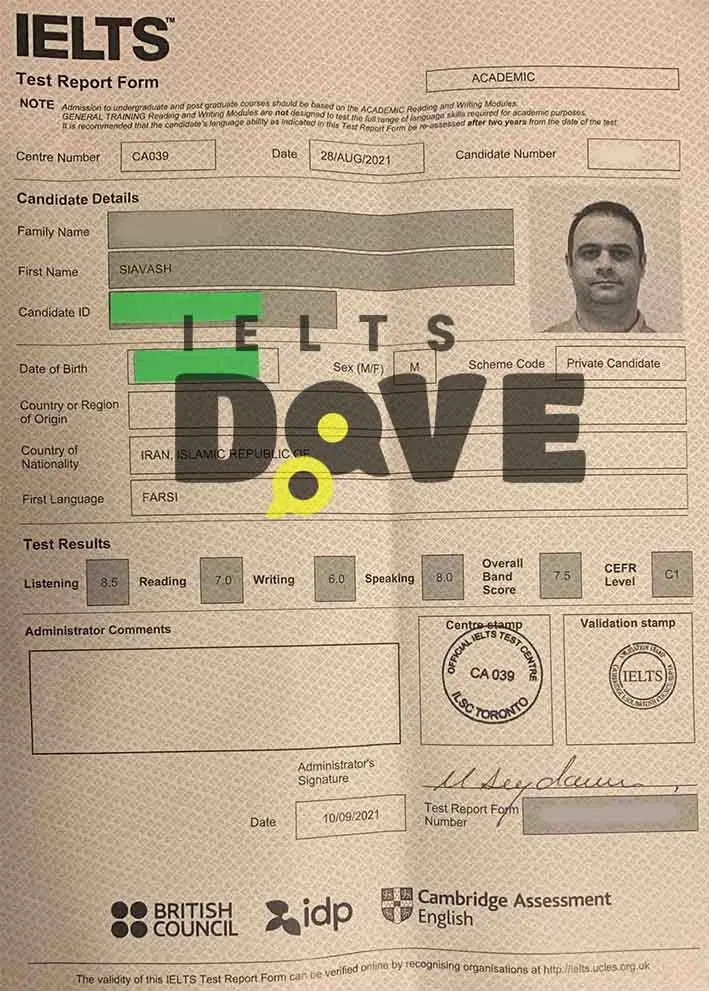 IELTS™
Test Report Form
ACADEMIC
NOTE Admission to undergraduate and post graduate courses should be based on the ACADEMIC Reading and Writing Modules.
GENERAL TRAINING Reading and Writing Modules are not designed to test the full range of language skills required for academic purposes.
It is recommended that the candidate's language ability as indicated in this Test Report Form be re-assessed after two years from the date of the test
Centre Number CA039 Date 28/AUG/2021 Candidate Number
Candidate Details
Family Name
First Name SIAVASH
Candidate ID
IELTS
Date of Birth Sex (M/F) M Scheme Code Private Candidate
DAVE
Country or Region
of Origin
Country of
Nationality IRAN, ISLAMIC REPUBLIC OF
First Language FARSI
Test Results
Listening 8.5 Reading 7.0 Writing 6.0 Speaking 8.0 Overall Band Score 7.5 CEFR Level C1
Administrator Comments
Centre stamp
Validation stamp
OFFICIAL IELTS TEST CENTRE
CA 039
ILSC TORONTO
IELTS
Administrator's
Signature
Date 10/09/2021
Test Report Form
Number
BRITISH
COUNCIL
idp
Cambridge Assessment
English
The validity of this IELTS Test Report Form can be verified online by recognising organisations at http://ielts.ucles.org.uk